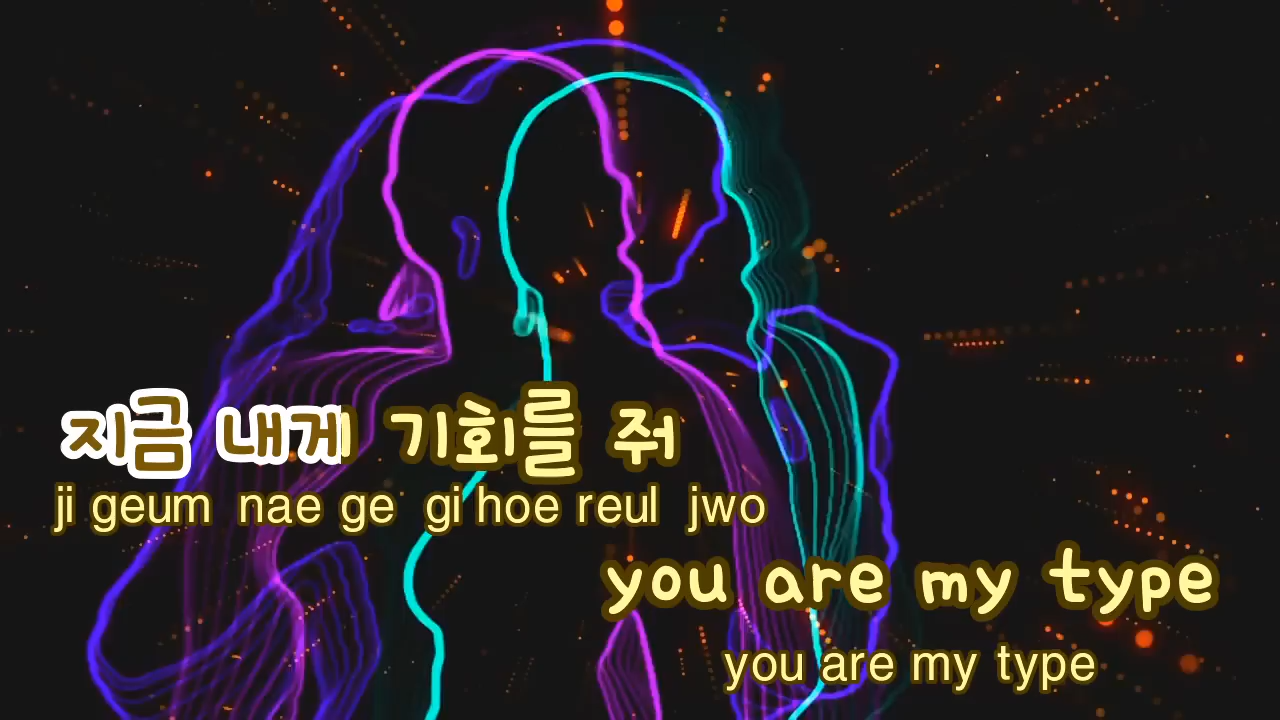 지금 내게 기회를 줘
ji geum nae ge gi hoe reul jwo
you are my type
you are my type